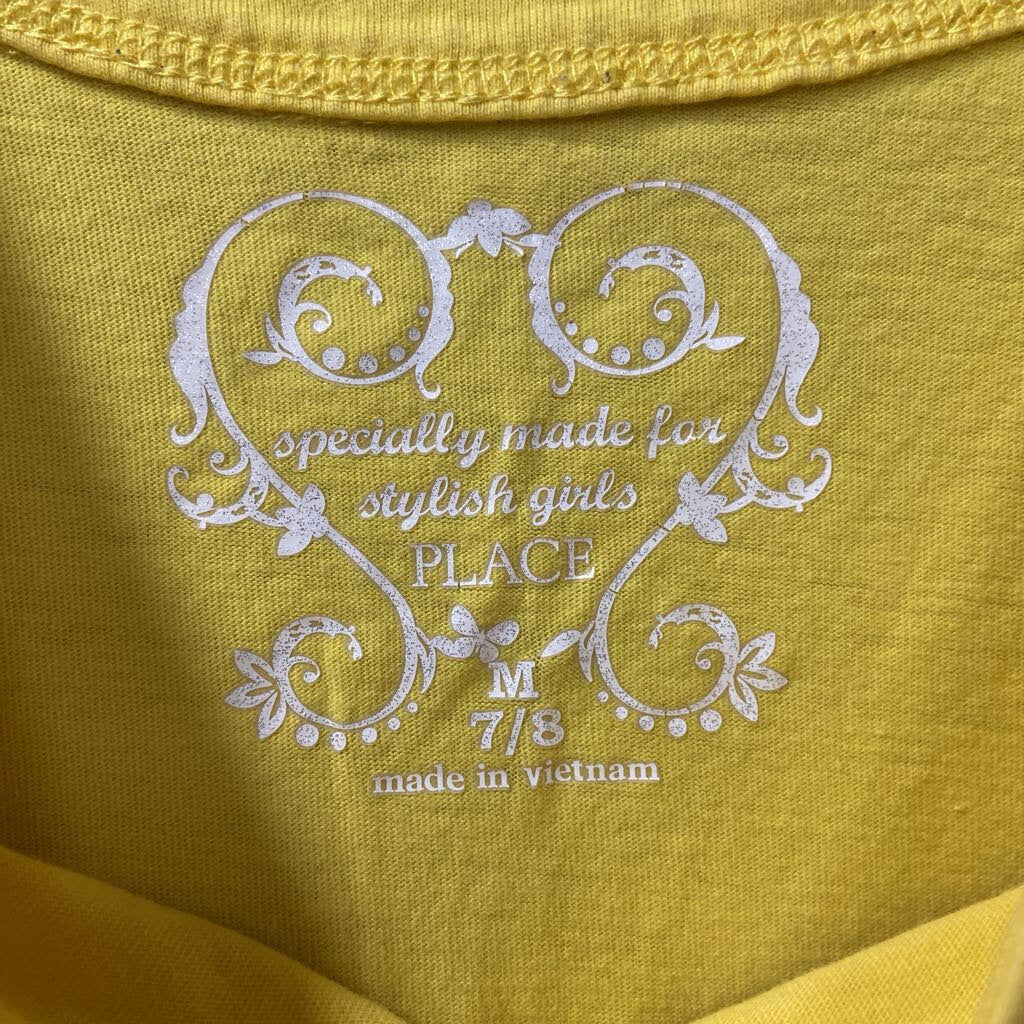 specially made for
stylish girls
PLACE
M
7/8
made in vietnam